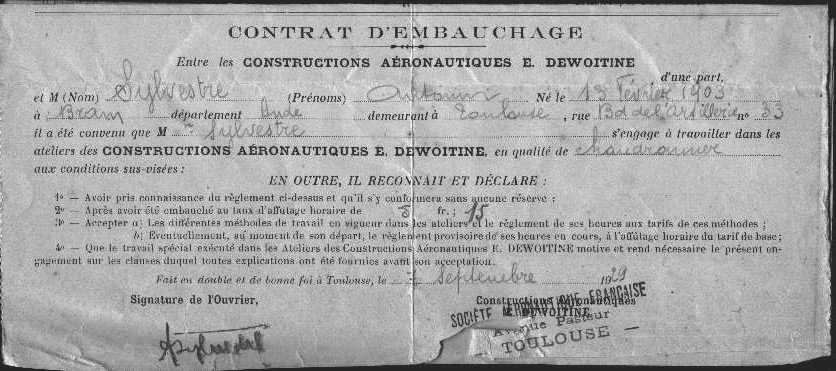 CONTRAT D'EMBAUCHAGE
Entre les CONSTRUCTIONS AÉRONAUTIQUES E. DEWOITINE
d'une part,
et M (Nom) Sylvestre (Prénoms) Antonin Né le 13 Février 1903
à Bram département Aude demeurant à Toulouse, rue Bd de l'artillerie n° 33
il a été convenu que M r Sylvestre s'engage à travailler dans les
ateliers des CONSTRUCTIONS AÉRONAUTIQUES E. DEWOITINE, en qualité de chaudronnier
aux conditions sus-visées :
EN OUTRE, IL RECONNAIT ET DÉCLARE :
1° — Avoir pris connaissance du règlement ci-dessus et qu'il s'y conformera sans aucune réserve :
2° — Après avoir été embauché au taux d'affutage horaire de 5 fr. ; 15
3° — Accepter a) Les différentes méthodes de travail en vigueur dans les ateliers et le règlement de ses heures aux tarifs de ces méthodes ;
b) Eventuellement, au moment de son départ, le règlement provisoire de ses heures en cours, à l'affûtage horaire du tarif de base ;
4° — Que le travail spécial exécuté dans les Ateliers des Constructions Aéronautiques E. DEWOITINE motive et rend nécessaire le présent en-
gagement sur les clauses duquel toutes explications ont été fournies avant son acceptation.
Fait en double et de bonne foi à Toulouse, le Septembre 1929
Signature de l'Ouvrier, Constructions Aéronautiques
E. DEWOITINE
SOCIÉTÉ AÉRONAUTIQUE FRANÇAISE
Avenue Pasteur
— TOULOUSE —